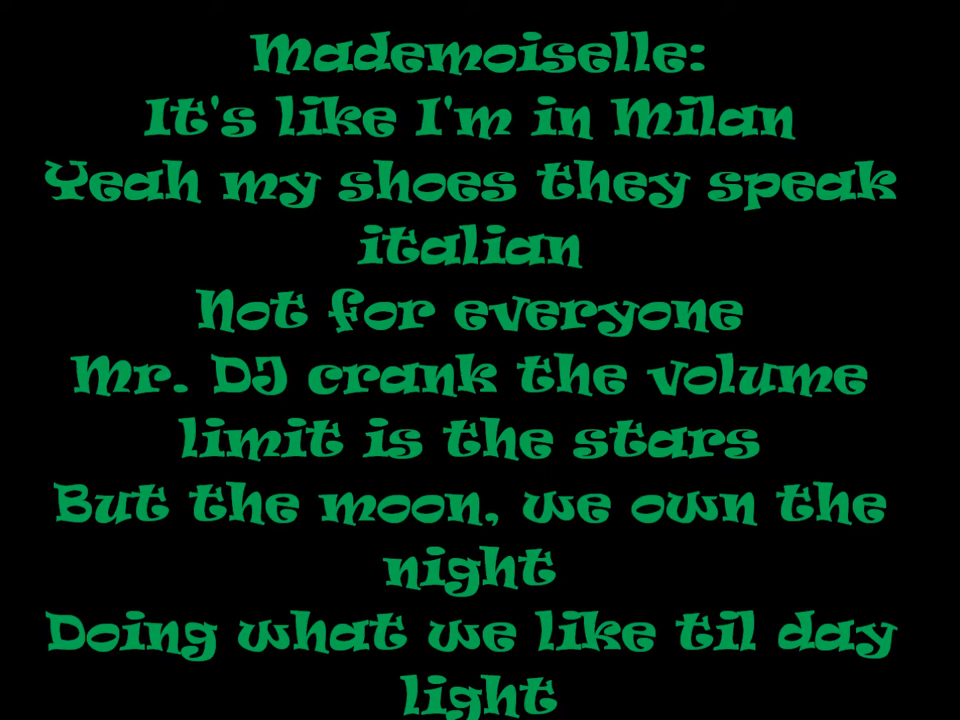 Mademoiselle:
It's like I'm in Milan
Yeah my shoes they speak
italian
Not for everyone
Mr. DJ crank the volume
limit is the stars
But the moon, we own the
night
Doing what we like til day
light